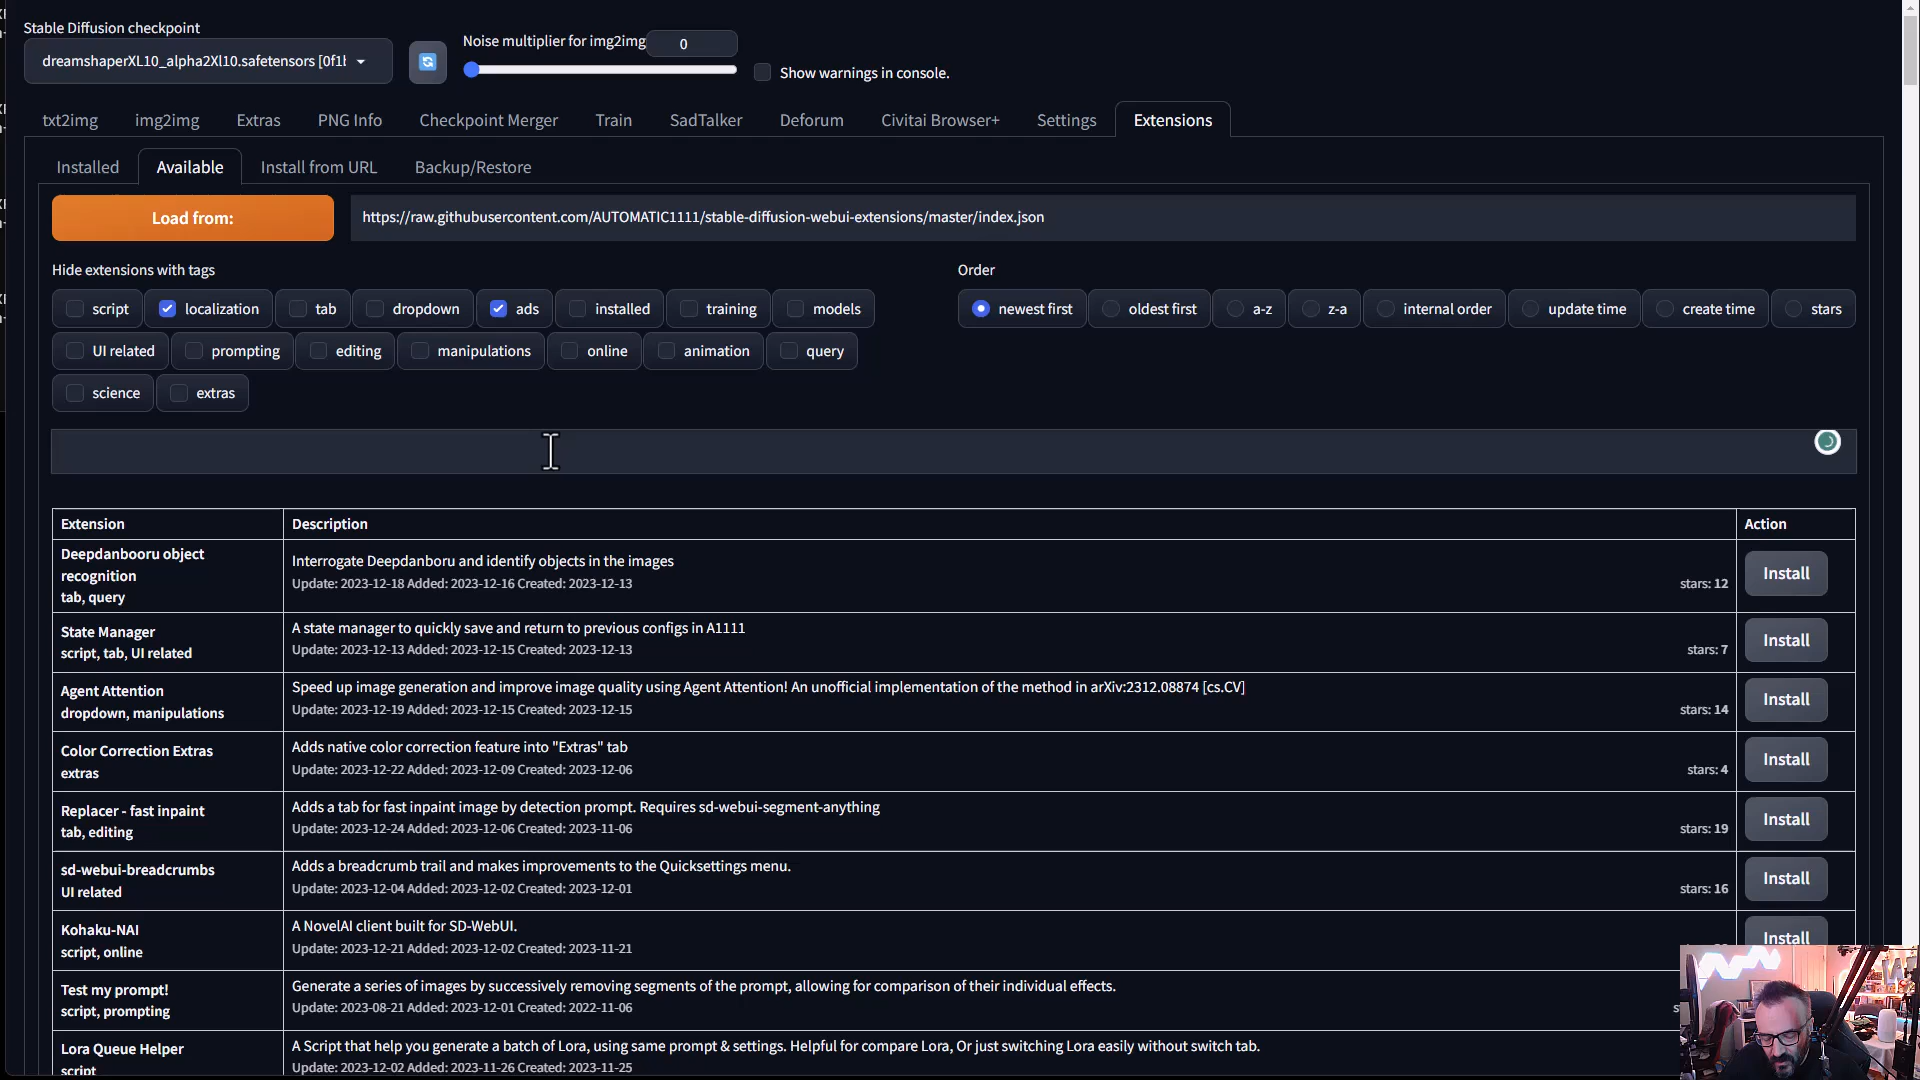 Stable Diffusion checkpoint
dreamshaperXL10_alpha2Xl10.safetensors [0f1b
Noise multiplier for img2img
0
Show warnings in console.
txt2img img2img Extras PNG Info Checkpoint Merger Train SadTalker Deforum Civitai Browser+ Settings Extensions
Installed Available Install from URL Backup/Restore
Load from:
https://raw.githubusercontent.com/AUTOMATIC1111/stable-diffusion-webui-extensions/master/index.json
Hide extensions with tags
script localization tab dropdown ads installed training models
UI related prompting editing manipulations online animation query
science extras
Order
newest first oldest first a-z z-a internal order update time create time stars
Extension Description Action
Deepdanbooru object
recognition
tab, query
Interrogate Deepdanboru and identify objects in the images
Update: 2023-12-18 Added: 2023-12-16 Created: 2023-12-13
stars: 12
Install
State Manager
script, tab, UI related
A state manager to quickly save and return to previous configs in A1111
Update: 2023-12-13 Added: 2023-12-15 Created: 2023-12-13
stars: 7
Install
Agent Attention
dropdown, manipulations
Speed up image generation and improve image quality using Agent Attention! An unofficial implementation of the method in arXiv:2312.08874 [cs.CV]
Update: 2023-12-19 Added: 2023-12-15 Created: 2023-12-15
stars: 14
Install
Color Correction Extras
extras
Adds native color correction feature into "Extras" tab
Update: 2023-12-22 Added: 2023-12-09 Created: 2023-12-06
stars: 4
Install
Replacer - fast inpaint
tab, editing
Adds a tab for fast inpaint image by detection prompt. Requires sd-webui-segment-anything
Update: 2023-12-24 Added: 2023-12-06 Created: 2023-11-06
stars: 19
Install
sd-webui-breadcrumbs
UI related
Adds a breadcrumb trail and makes improvements to the Quicksettings menu.
Update: 2023-12-04 Added: 2023-12-02 Created: 2023-12-01
stars: 16
Install
Kohaku-NAI
script, online
A NovelAI client built for SD-WebUI.
Update: 2023-12-21 Added: 2023-12-02 Created: 2023-11-21
Install
Test my prompt!
script, prompting
Generate a series of images by successively removing segments of the prompt, allowing for comparison of their individual effects.
Update: 2023-08-21 Added: 2023-12-01 Created: 2022-11-06
Lora Queue Helper
script
A Script that help you generate a batch of Lora, using same prompt & settings. Helpful for compare Lora, Or just switching Lora easily without switch tab.
Update: 2023-12-02 Added: 2023-11-26 Created: 2023-11-25